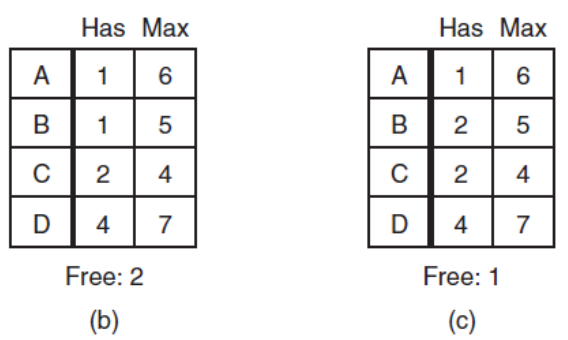 Has Max
A 1 6
B 1 5
C 2 4
D 4 7
Free: 2
(b)
Has Max
A 1 6
B 2 5
C 2 4
D 4 7
Free: 1
(c)